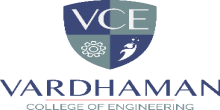 VCE
VARDHAMAN
COLLEGE OF ENGINEERING